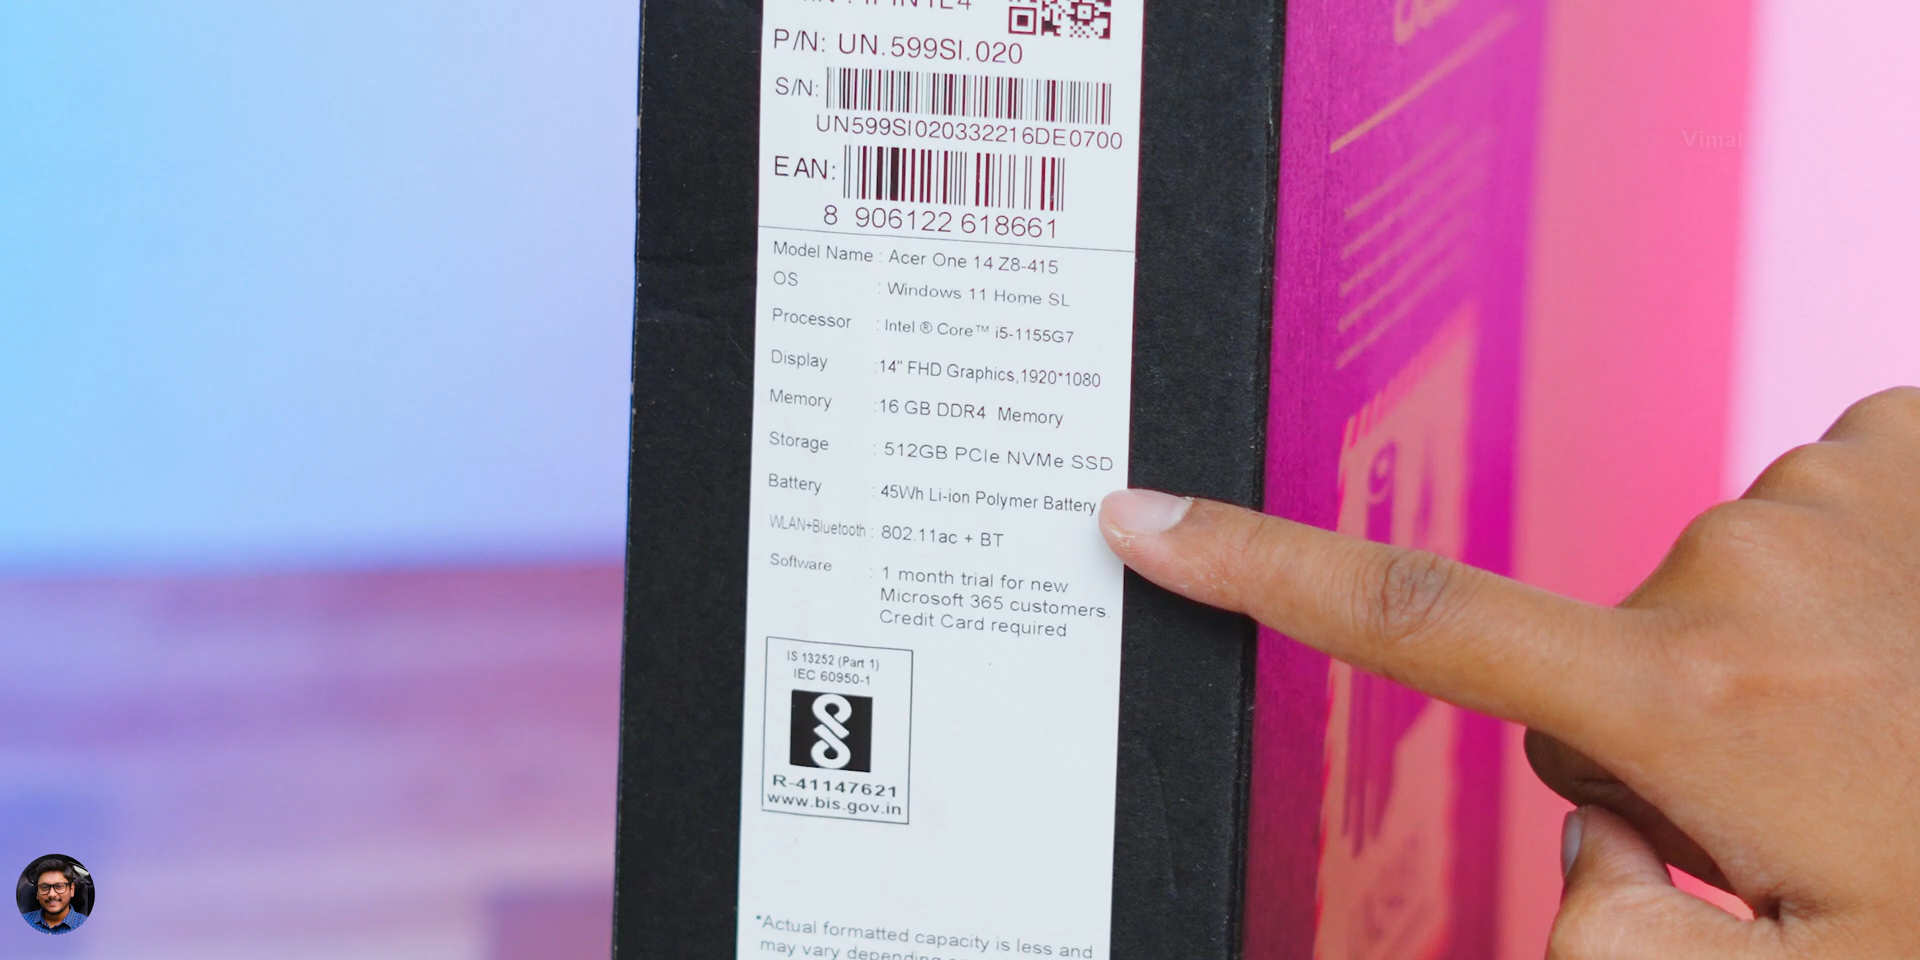 P/N: UN.599SI.020
S/N:
UN599SI020332216DE0700
EAN:
8 906122 618661
Model Name : Acer One 14 Z8-415
OS : Windows 11 Home SL
Processor : Intel ® Core™ i5-1155G7
Display :14" FHD Graphics,1920*1080
Memory :16 GB DDR4 Memory
Storage : 512GB PCIe NVMe SSD
Battery : 45Wh Li-ion Polymer Battery
WLAN+Bluetooth : 802.11ac + BT
Software : 1 month trial for new
Microsoft 365 customers.
Credit Card required
IS 13252 (Part 1)
IEC 60950-1
R-41147621
www.bis.gov.in
*Actual formatted capacity is less and
may vary depending
Vimal